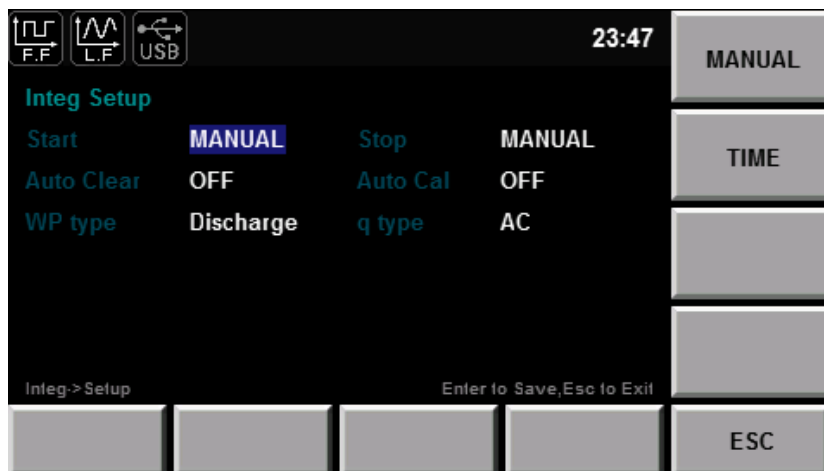 F.F L.F USB 23:47
MANUAL
Integ Setup
Start MANUAL Stop MANUAL
TIME
Auto Clear OFF Auto Cal OFF
WP type Discharge q type AC
Integ->Setup Enter to Save,Esc to Exit
ESC